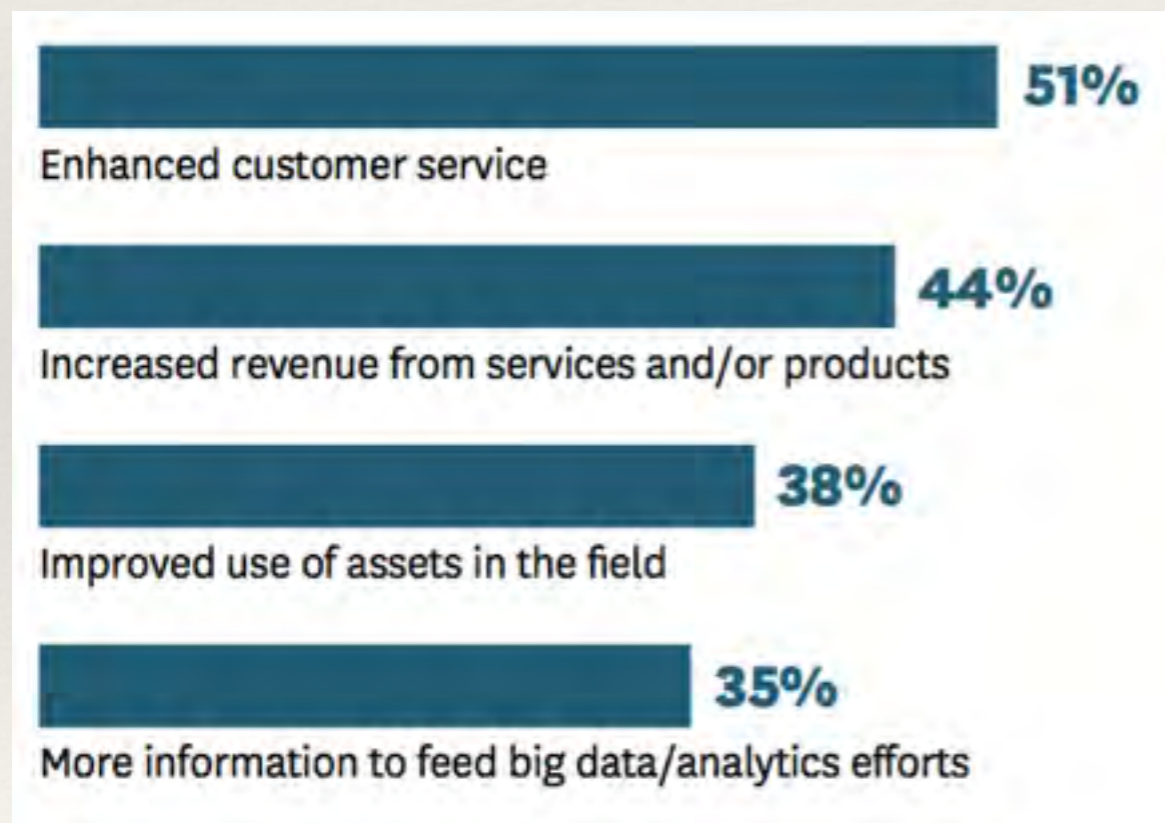 51%
Enhanced customer service
44%
Increased revenue from services and/or products
38%
Improved use of assets in the field
35%
More information to feed big data/analytics efforts